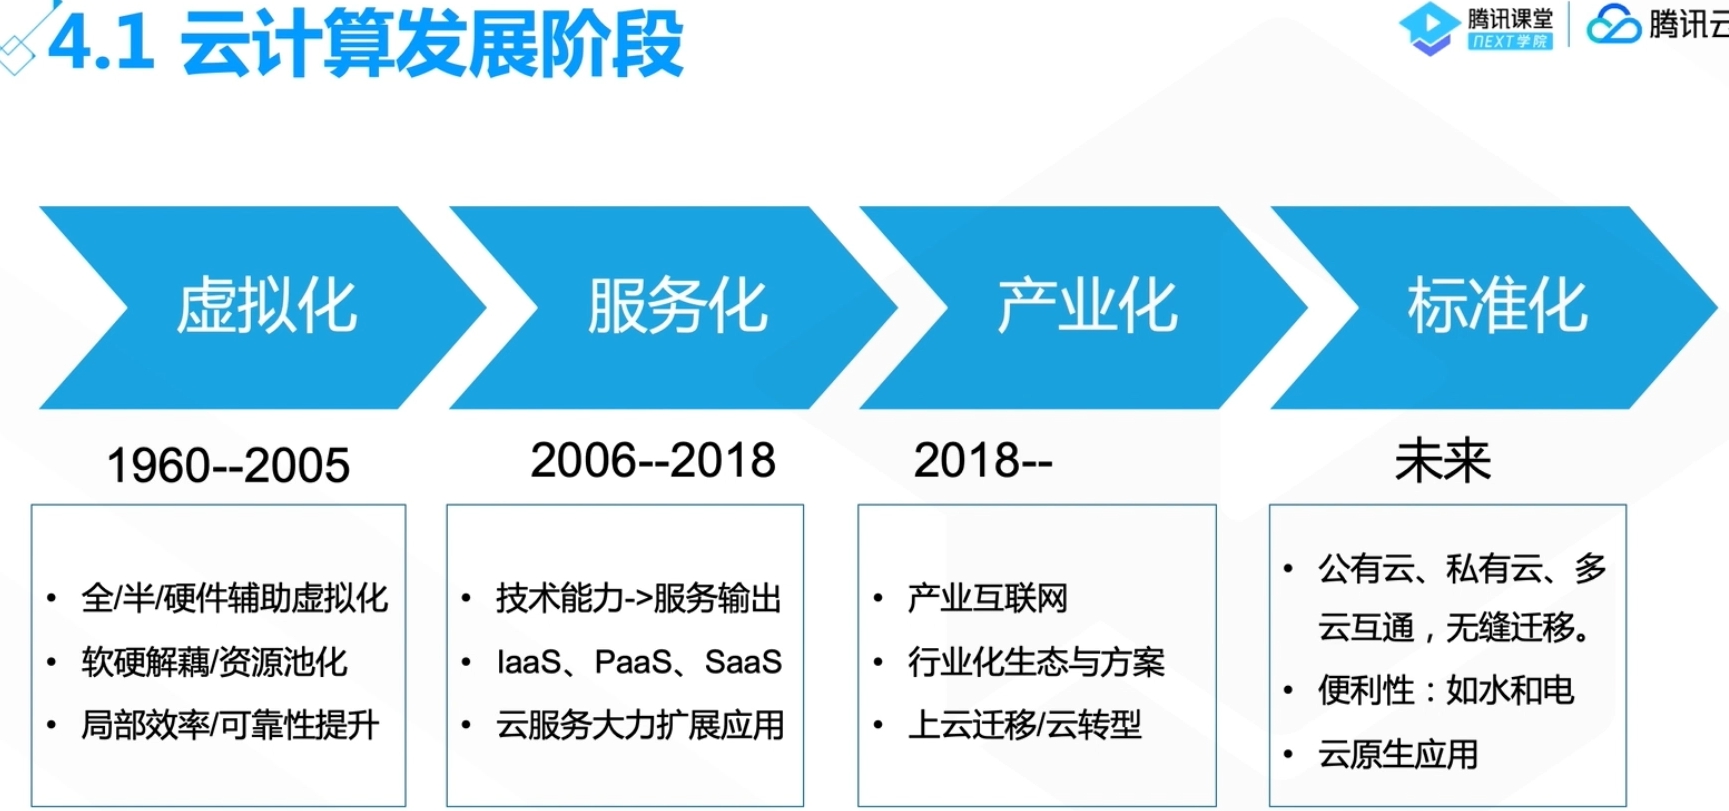 4.1 云计算发展阶段
腾讯课堂
NEXT学院
腾讯云
虚拟化
服务化
产业化
标准化
1960--2005
2006--2018
2018--
未来
• 全/半/硬件辅助虚拟化
• 软硬解藕/资源池化
• 局部效率/可靠性提升
• 技术能力->服务输出
• IaaS、PaaS、SaaS
• 云服务大力扩展应用
• 产业互联网
• 行业化生态与方案
• 上云迁移/云转型
• 公有云、私有云、多
云互通，无缝迁移。
• 便利性：如水和电
• 云原生应用